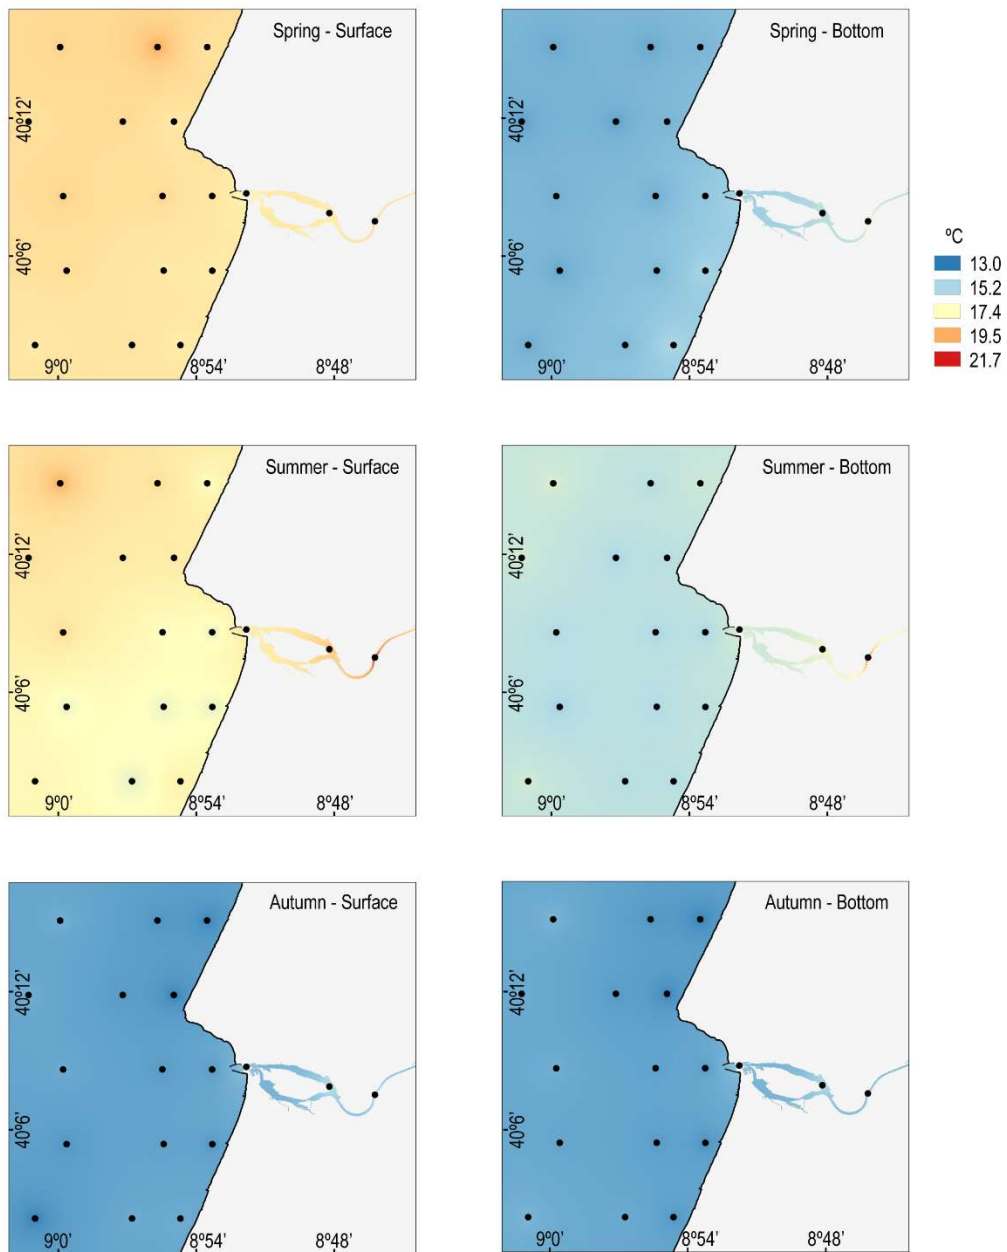 Spring - Surface
40º12'
40º6'
9º0'
8º54'
8º48'
Spring - Bottom
40º12'
40º6'
9º0'
8º54'
8º48'
ºC
13.0
15.2
17.4
19.5
21.7
Summer - Surface
40º12'
40º6'
9º0'
8º54'
8º48'
Summer - Bottom
40º12'
40º6'
9º0'
8º54'
8º48'
Autumn - Surface
40º12'
40º6'
9º0'
8º54'
8º48'
Autumn - Bottom
40º12'
40º6'
9º0'
8º54'
8º48'